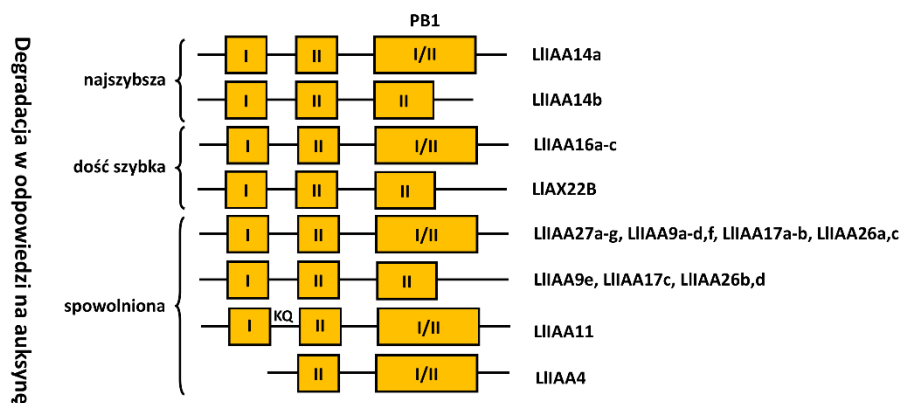 PB1
Degradacja w odpowiedzi na auksynę
najszybsza
I II I/II LlIAA14a
I II II LlIAA14b
dość szybka
I II I/II LlIAA16a-c
I II II LlAX22B
spowolniona
I II I/II LlIAA27a-g, LlIAA9a-d,f, LlIAA17a-b, LlIAA26a,c
I II II LlIAA9e, LlIAA17c, LlIAA26b,d
I KQ II I/II LlIAA11
II I/II LlIAA4